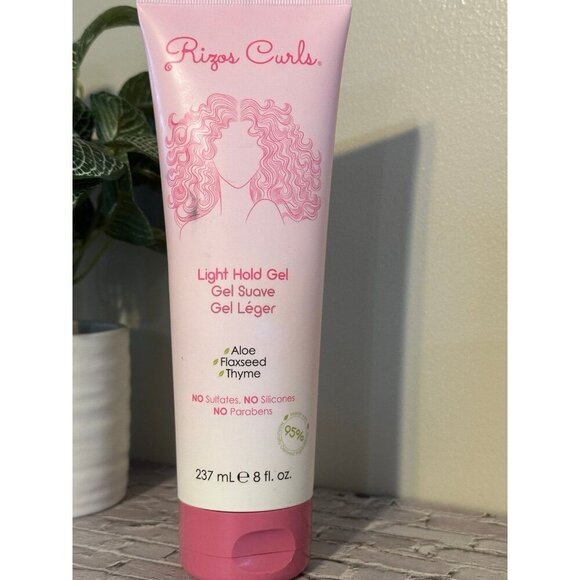 Rizos Curls®
Light Hold Gel
Gel Suave
Gel Léger
Aloe
Flaxseed
Thyme
NO Sulfates, NO Silicones
NO Parabens
95%
237 mL ℮ 8 fl. oz.